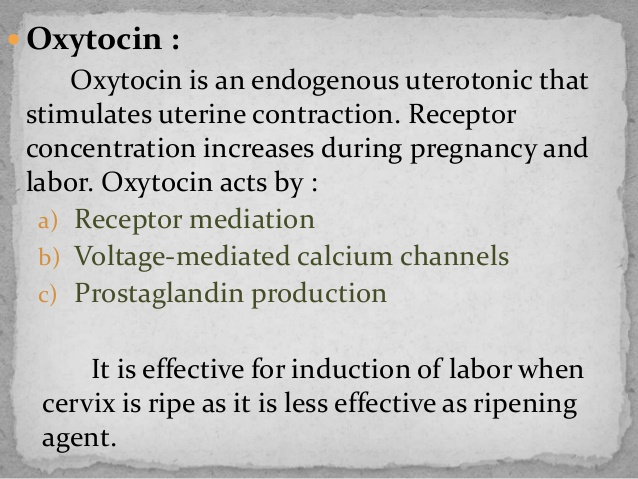 • Oxytocin :
Oxytocin is an endogenous uterotonic that
stimulates uterine contraction. Receptor
concentration increases during pregnancy and
labor. Oxytocin acts by :
a) Receptor mediation
b) Voltage-mediated calcium channels
c) Prostaglandin production
It is effective for induction of labor when
cervix is ripe as it is less effective as ripening
agent.